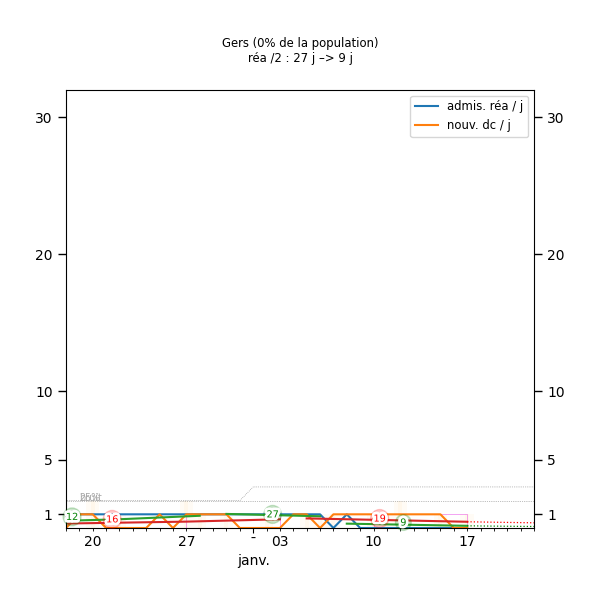 Gers (0% de la population)
réa /2 : 27 j –> 9 j
admis. réa / j
nouv. dc / j
30 30
20 20
10 10
5 5
1 1
12 16 27 19 9
20 27 - 03 10 17
janv.